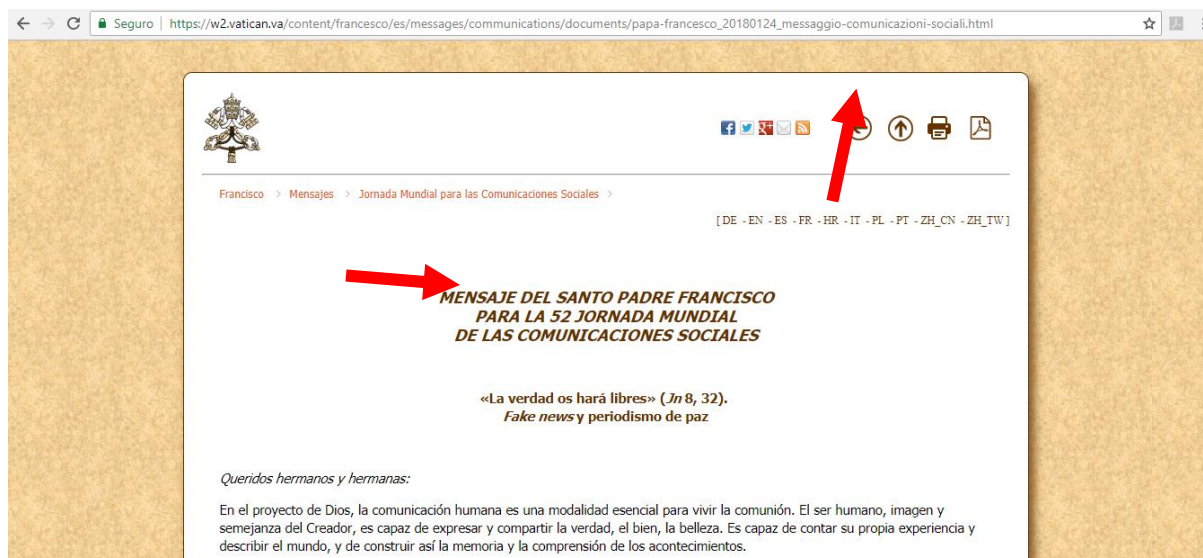 Seguro | https://w2.vatican.va/content/francesco/es/messages/communications/documents/papa-francesco_20180124_messaggio-comunicazioni-sociali.html
Francisco > Mensajes > Jornada Mundial para las Comunicaciones Sociales >
[ DE - EN - ES - FR - HR - IT - PL - PT - ZH_CN - ZH_TW ]
MENSAJE DEL SANTO PADRE FRANCISCO
PARA LA 52 JORNADA MUNDIAL
DE LAS COMUNICACIONES SOCIALES
«La verdad os hará libres» (Jn 8, 32).
Fake news y periodismo de paz
Queridos hermanos y hermanas:
En el proyecto de Dios, la comunicación humana es una modalidad esencial para vivir la comunión. El ser humano, imagen y
semejanza del Creador, es capaz de expresar y compartir la verdad, el bien, la belleza. Es capaz de contar su propia experiencia y
describir el mundo, y de construir así la memoria y la comprensión de los acontecimientos.